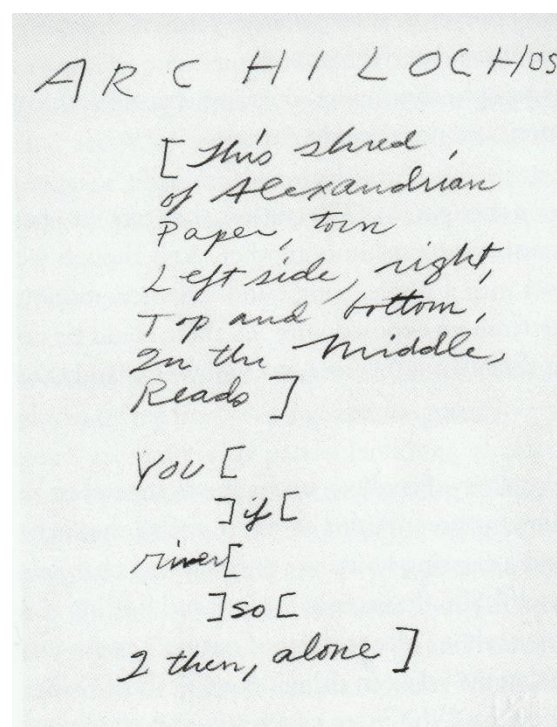 ARCHILOCHOS
[This shred,
of Alexandrian
Paper, torn
Left side, right,
Top and bottom,
In the Middle,
Reads]
You [
]if[
river[
]so[
I then, alone ]